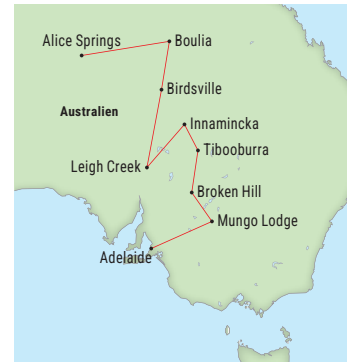 Alice Springs
Boulia
Birdsville
Australien
Innamincka
Tibooburra
Leigh Creek
Broken Hill
Mungo Lodge
Adelaide